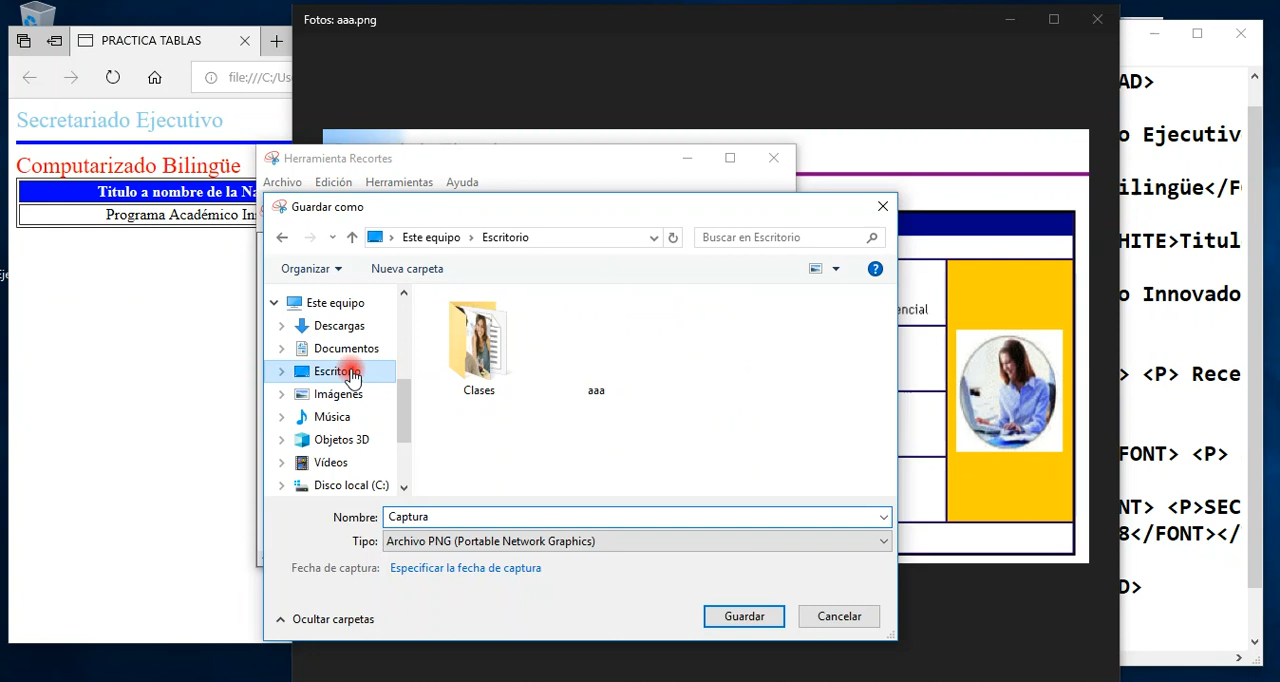 Fotos: aaa.png
PRACTICA TABLAS
file:///C:/Us
Secretariado Ejecutivo
Computarizado Bilingüe
Titulo a nombre de la Na
Programa Académico Ins
Herramienta Recortes
Archivo Edición Herramientas Ayuda
Guardar como
Este equipo > Escritorio
Buscar en Escritorio
Organizar
Nueva carpeta
Este equipo
Descargas
Documentos
Escritorio
Imágenes
Música
Objetos 3D
Vídeos
Disco local (C:)
Clases
aaa
Nombre: Captura
Tipo: Archivo PNG (Portable Network Graphics)
Fecha de captura: Especificar la fecha de captura
Ocultar carpetas
Guardar
Cancelar
encial
AD>
o Ejecutiv
ilingüe</F
HITE>Titul
o Innovado
> <P> Rece
FONT> <P>
NT> <P>SEC
8</FONT></
D>